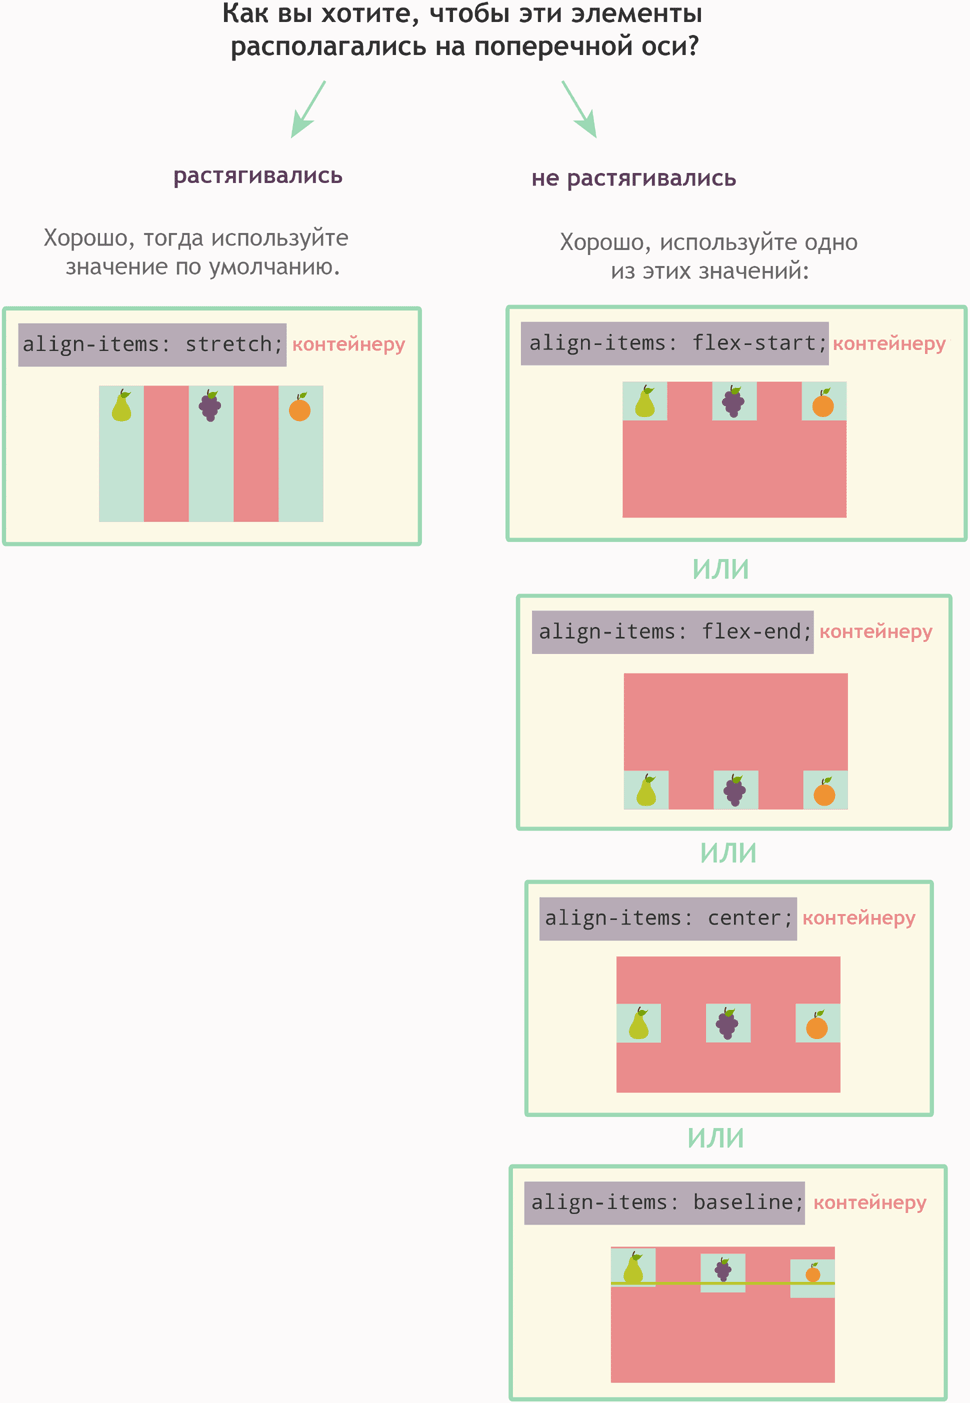 Как вы хотите, чтобы эти элементы
располагались на поперечной оси?
растягивались
Хорошо, тогда используйте
значение по умолчанию.
align-items: stretch; контейнеру
не растягивались
Хорошо, используйте одно
из этих значений:
align-items: flex-start; контейнеру
ИЛИ
align-items: flex-end; контейнеру
ИЛИ
align-items: center; контейнеру
ИЛИ
align-items: baseline; контейнеру